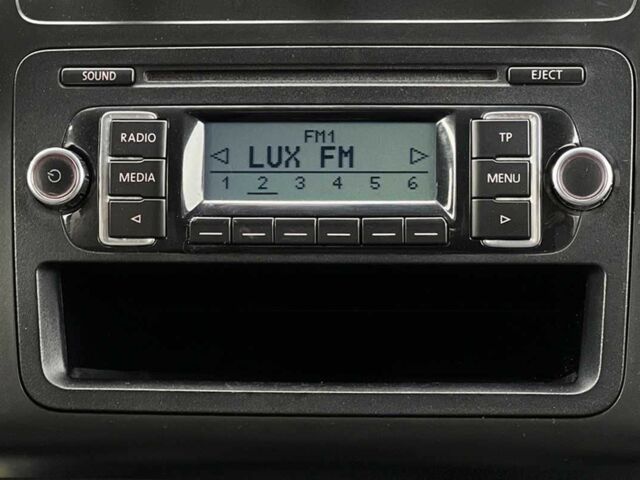 SOUND EJECT
RADIO FM1 TP
MEDIA LUX FM MENU
1 2 3 4 5 6